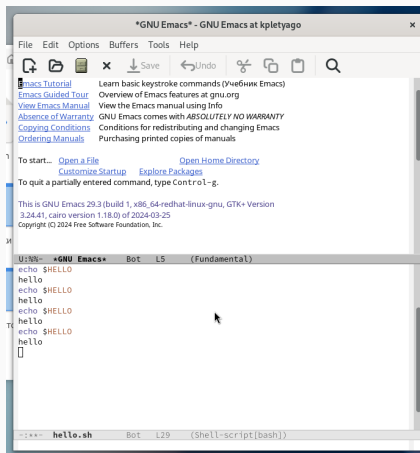 *GNU Emacs* - GNU Emacs at kpletyago
File Edit Options Buffers Tools Help
Save Undo
Emacs Tutorial Learn basic keystroke commands (Учебник Emacs)
Emacs Guided Tour Overview of Emacs features at gnu.org
View Emacs Manual View the Emacs manual using Info
Absence of Warranty GNU Emacs comes with ABSOLUTELY NO WARRANTY
Copying Conditions Conditions for redistributing and changing Emacs
Ordering Manuals Purchasing printed copies of manuals
To start... Open a File Open Home Directory
Customize Startup Explore Packages
To quit a partially entered command, type Control-g.
This is GNU Emacs 29.3 (build 1, x86_64-redhat-linux-gnu, GTK+ Version
3.24.41, cairo version 1.18.0) of 2024-03-25
Copyright (C) 2024 Free Software Foundation, Inc.
U:%%- *GNU Emacs* Bot L5 (Fundamental)
echo $HELLO
hello
echo $HELLO
hello
echo $HELLO
hello
echo $HELLO
hello
-:**- hello.sh Bot L29 (Shell-script[bash])